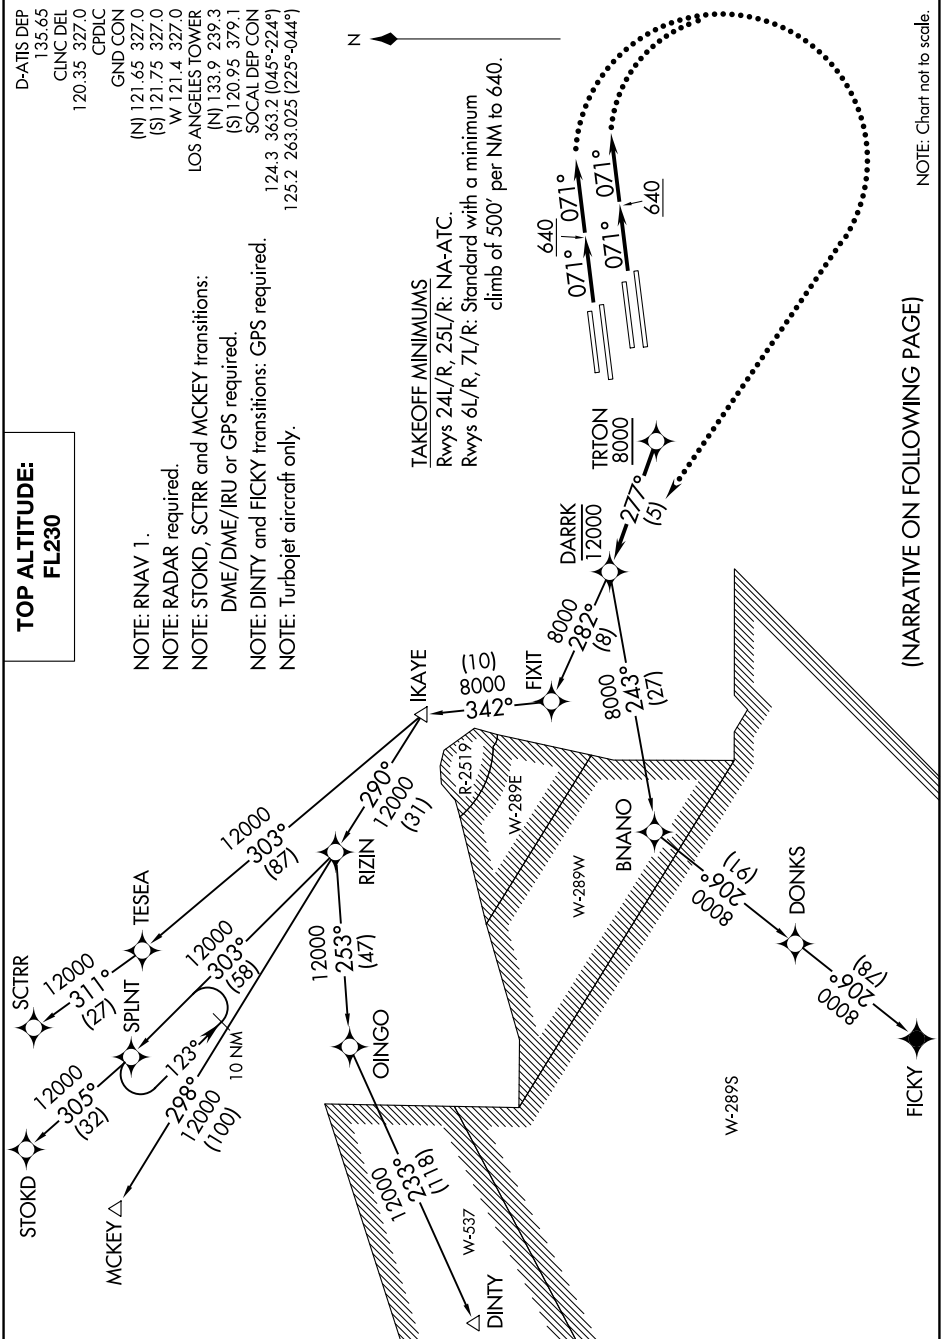 TOP ALTITUDE:
FL230
D-ATIS DEP
135.65
CLNC DEL
120.35 327.0
CPDLC
GND CON
(N) 121.65 327.0
(S) 121.75 327.0
W 121.4 327.0
LOS ANGELES TOWER
(N) 133.9 239.3
(S) 120.95 379.1
SOCAL DEP CON
124.3 363.2 (045°-224°)
125.2 263.025 (225°-044°)
NOTE: RNAV 1.
NOTE: RADAR required.
NOTE: STOKD, SCTRR and MCKEY transitions:
DME/DME/IRU or GPS required.
NOTE: DINTY and FICKY transitions: GPS required.
NOTE: Turbojet aircraft only.
N
TAKEOFF MINIMUMS
Rwys 24L/R, 25L/R: NA-ATC.
Rwys 6L/R, 7L/R: Standard with a minimum
climb of 500' per NM to 640.
STOKD
12000
305°
(32)
SCTRR
12000
311°
(27)
TESEA
SPLNT
123°
10 NM
12000
303°
(87)
12000
303°
(58)
MCKEY
298°
12000
(100)
IKAYE
290°
12000
(31)
RIZIN
12000
253°
(47)
OINGO
12000
233°
(118)
DINTY
W-537
(10)
8000
342°
FIXIT
8000
282°
(8)
DARRK
12000
277°
(5)
TRTON
8000
640
071°
071°
071°
071°
640
R-2519
W-289E
W-289W
8000
243°
(27)
BNANO
8000
206°
(91)
DONKS
8000
206°
(78)
FICKY
W-289S
(NARRATIVE ON FOLLOWING PAGE)
NOTE: Chart not to scale.